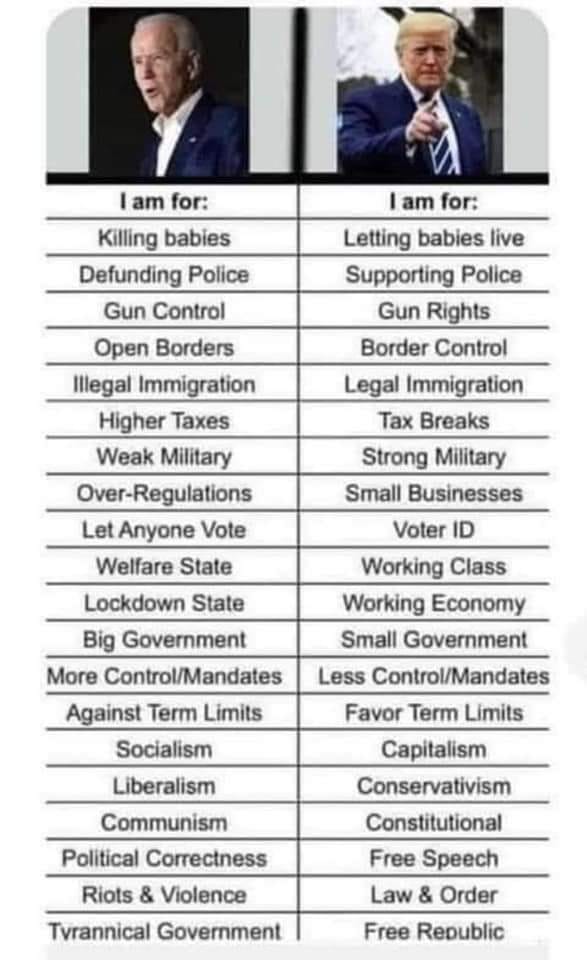 I am for: I am for:
Killing babies Letting babies live
Defunding Police Supporting Police
Gun Control Gun Rights
Open Borders Border Control
Illegal Immigration Legal Immigration
Higher Taxes Tax Breaks
Weak Military Strong Military
Over-Regulations Small Businesses
Let Anyone Vote Voter ID
Welfare State Working Class
Lockdown State Working Economy
Big Government Small Government
More Control/Mandates Less Control/Mandates
Against Term Limits Favor Term Limits
Socialism Capitalism
Liberalism Conservativism
Communism Constitutional
Political Correctness Free Speech
Riots & Violence Law & Order
Tyrannical Government Free Republic